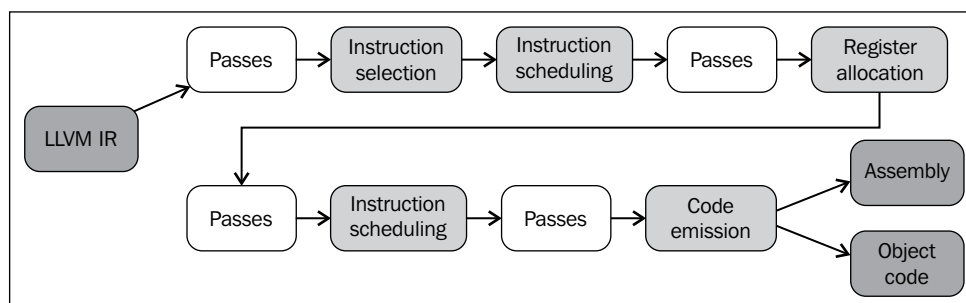 LLVM IR
Passes
Instruction
selection
Instruction
scheduling
Passes
Register
allocation
Passes
Instruction
scheduling
Passes
Code
emission
Assembly
Object
code